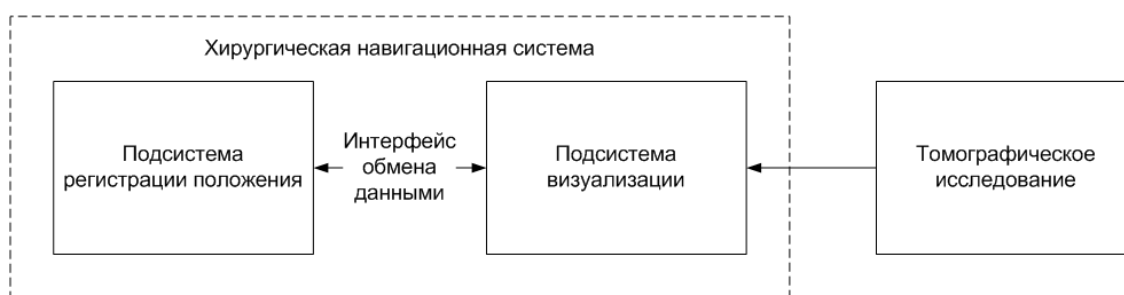 Хирургическая навигационная система
Подсистема
регистрации положения
Интерфейс
обмена
данными
Подсистема
визуализации
Томографическое
исследование